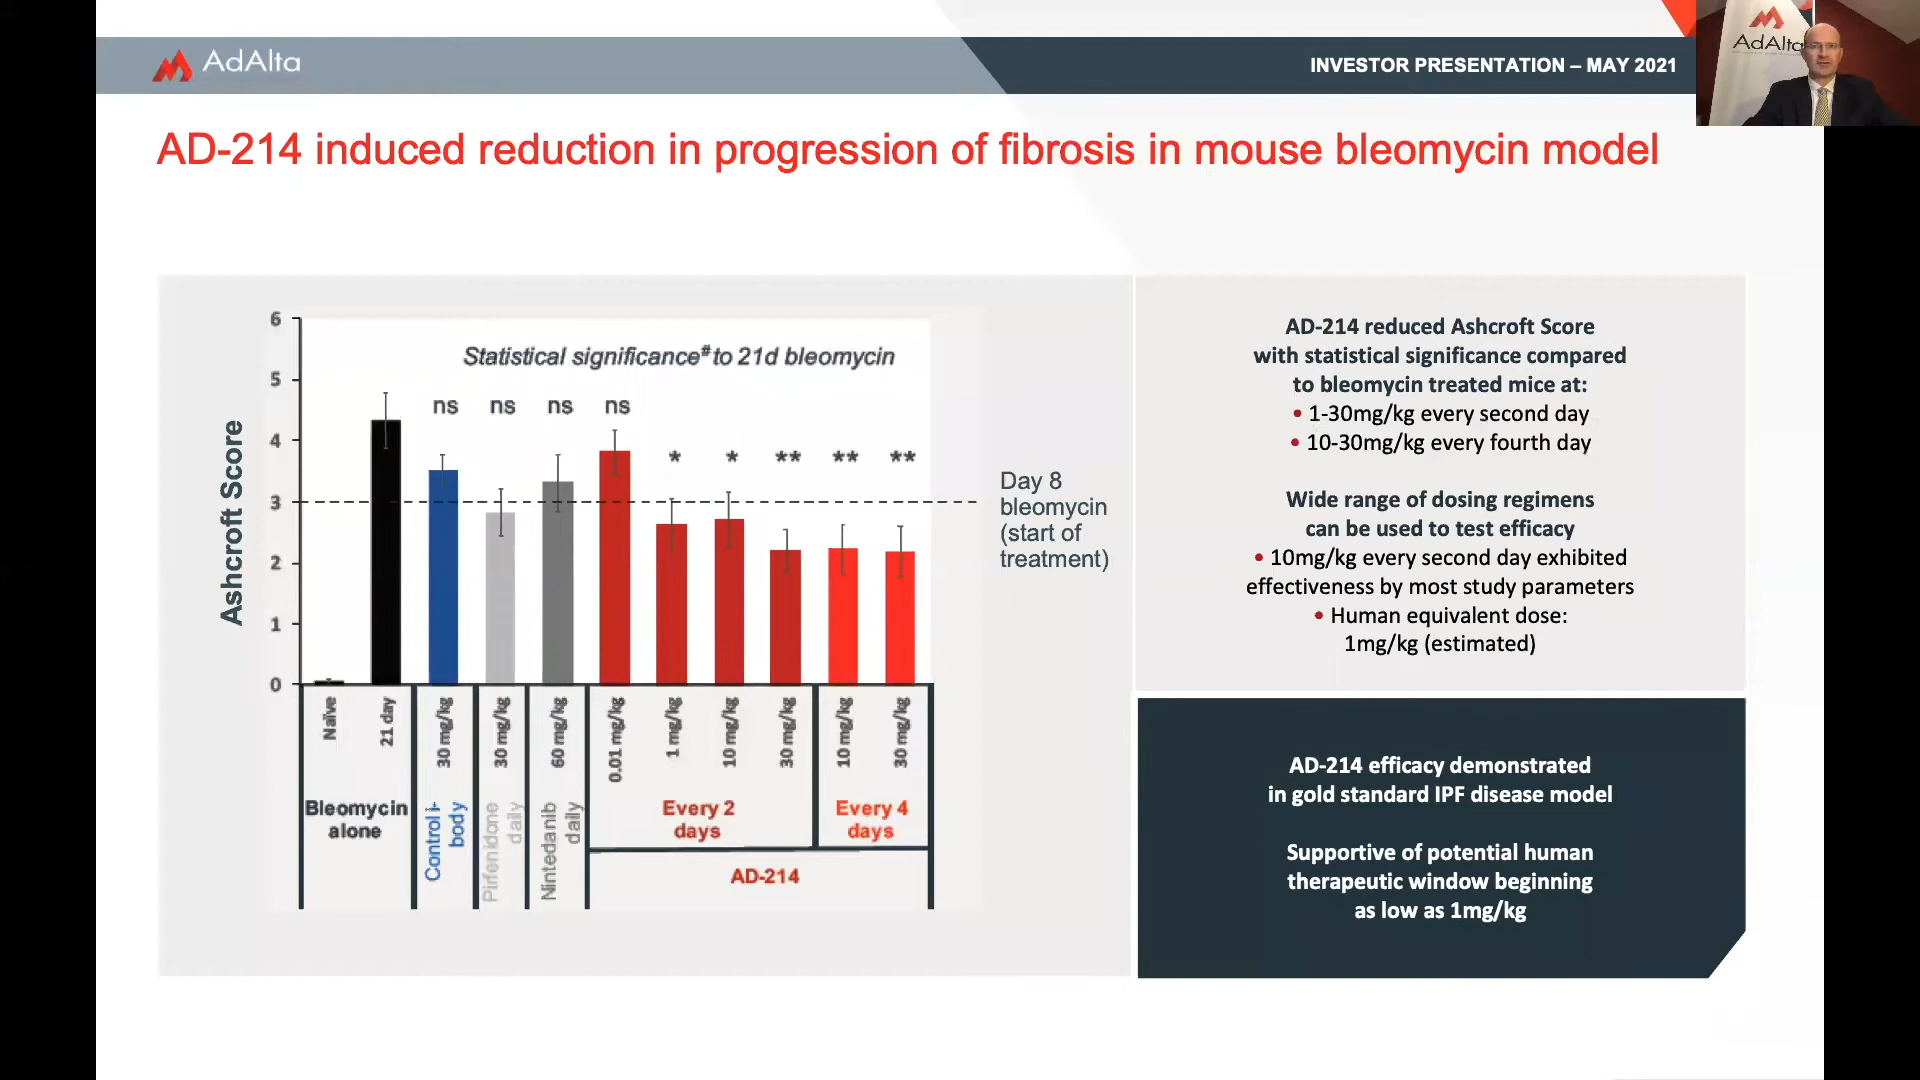 AdAlta
INVESTOR PRESENTATION – MAY 2021
AdAlta
AD-214 induced reduction in progression of fibrosis in mouse bleomycin model
Ashcroft Score
6
5
4
3
2
1
0
Statistical significance# to 21d bleomycin
ns
ns
ns
ns
*
*
**
**
**
Day 8
bleomycin
(start of
treatment)
Naïve
21 day
30 mg/kg
30 mg/kg
60 mg/kg
0.01 mg/kg
1 mg/kg
10 mg/kg
30 mg/kg
10 mg/kg
30 mg/kg
Bleomycin
alone
Control i-
body
Pirfenidone
daily
Nintedanib
daily
Every 2
days
Every 4
days
AD-214
AD-214 reduced Ashcroft Score
with statistical significance compared
to bleomycin treated mice at:
• 1-30mg/kg every second day
• 10-30mg/kg every fourth day
Wide range of dosing regimens
can be used to test efficacy
• 10mg/kg every second day exhibited
effectiveness by most study parameters
• Human equivalent dose:
1mg/kg (estimated)
AD-214 efficacy demonstrated
in gold standard IPF disease model
Supportive of potential human
therapeutic window beginning
as low as 1mg/kg